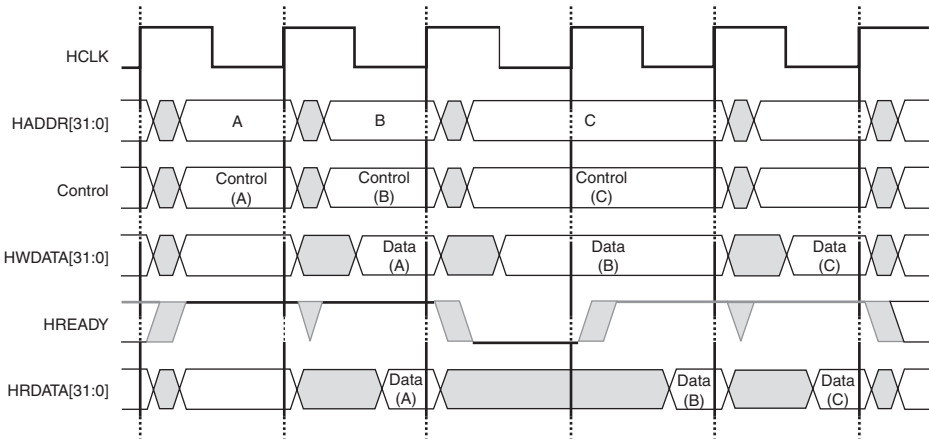 HCLK
HADDR[31:0]
A
B
C
Control
Control
(A)
Control
(B)
Control
(C)
HWDATA[31:0]
Data
(A)
Data
(B)
Data
(C)
HREADY
HRDATA[31:0]
Data
(A)
Data
(B)
Data
(C)